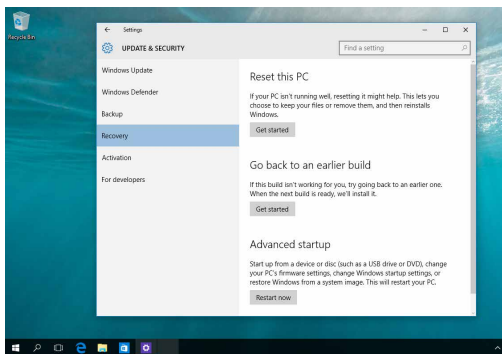 Recycle Bin
Settings
UPDATE & SECURITY
Find a setting
Windows Update
Windows Defender
Backup
Recovery
Activation
For developers
Reset this PC
If your PC isn't running well, resetting it might help. This lets you
choose to keep your files or remove them, and then reinstalls
Windows.
Get started
Go back to an earlier build
If this build isn't working for you, try going back to an earlier one.
When the next build is ready, we'll install it.
Get started
Advanced startup
Start up from a device or disc (such as a USB drive or DVD), change
your PC's firmware settings, change Windows startup settings, or
restore Windows from a system image. This will restart your PC.
Restart now